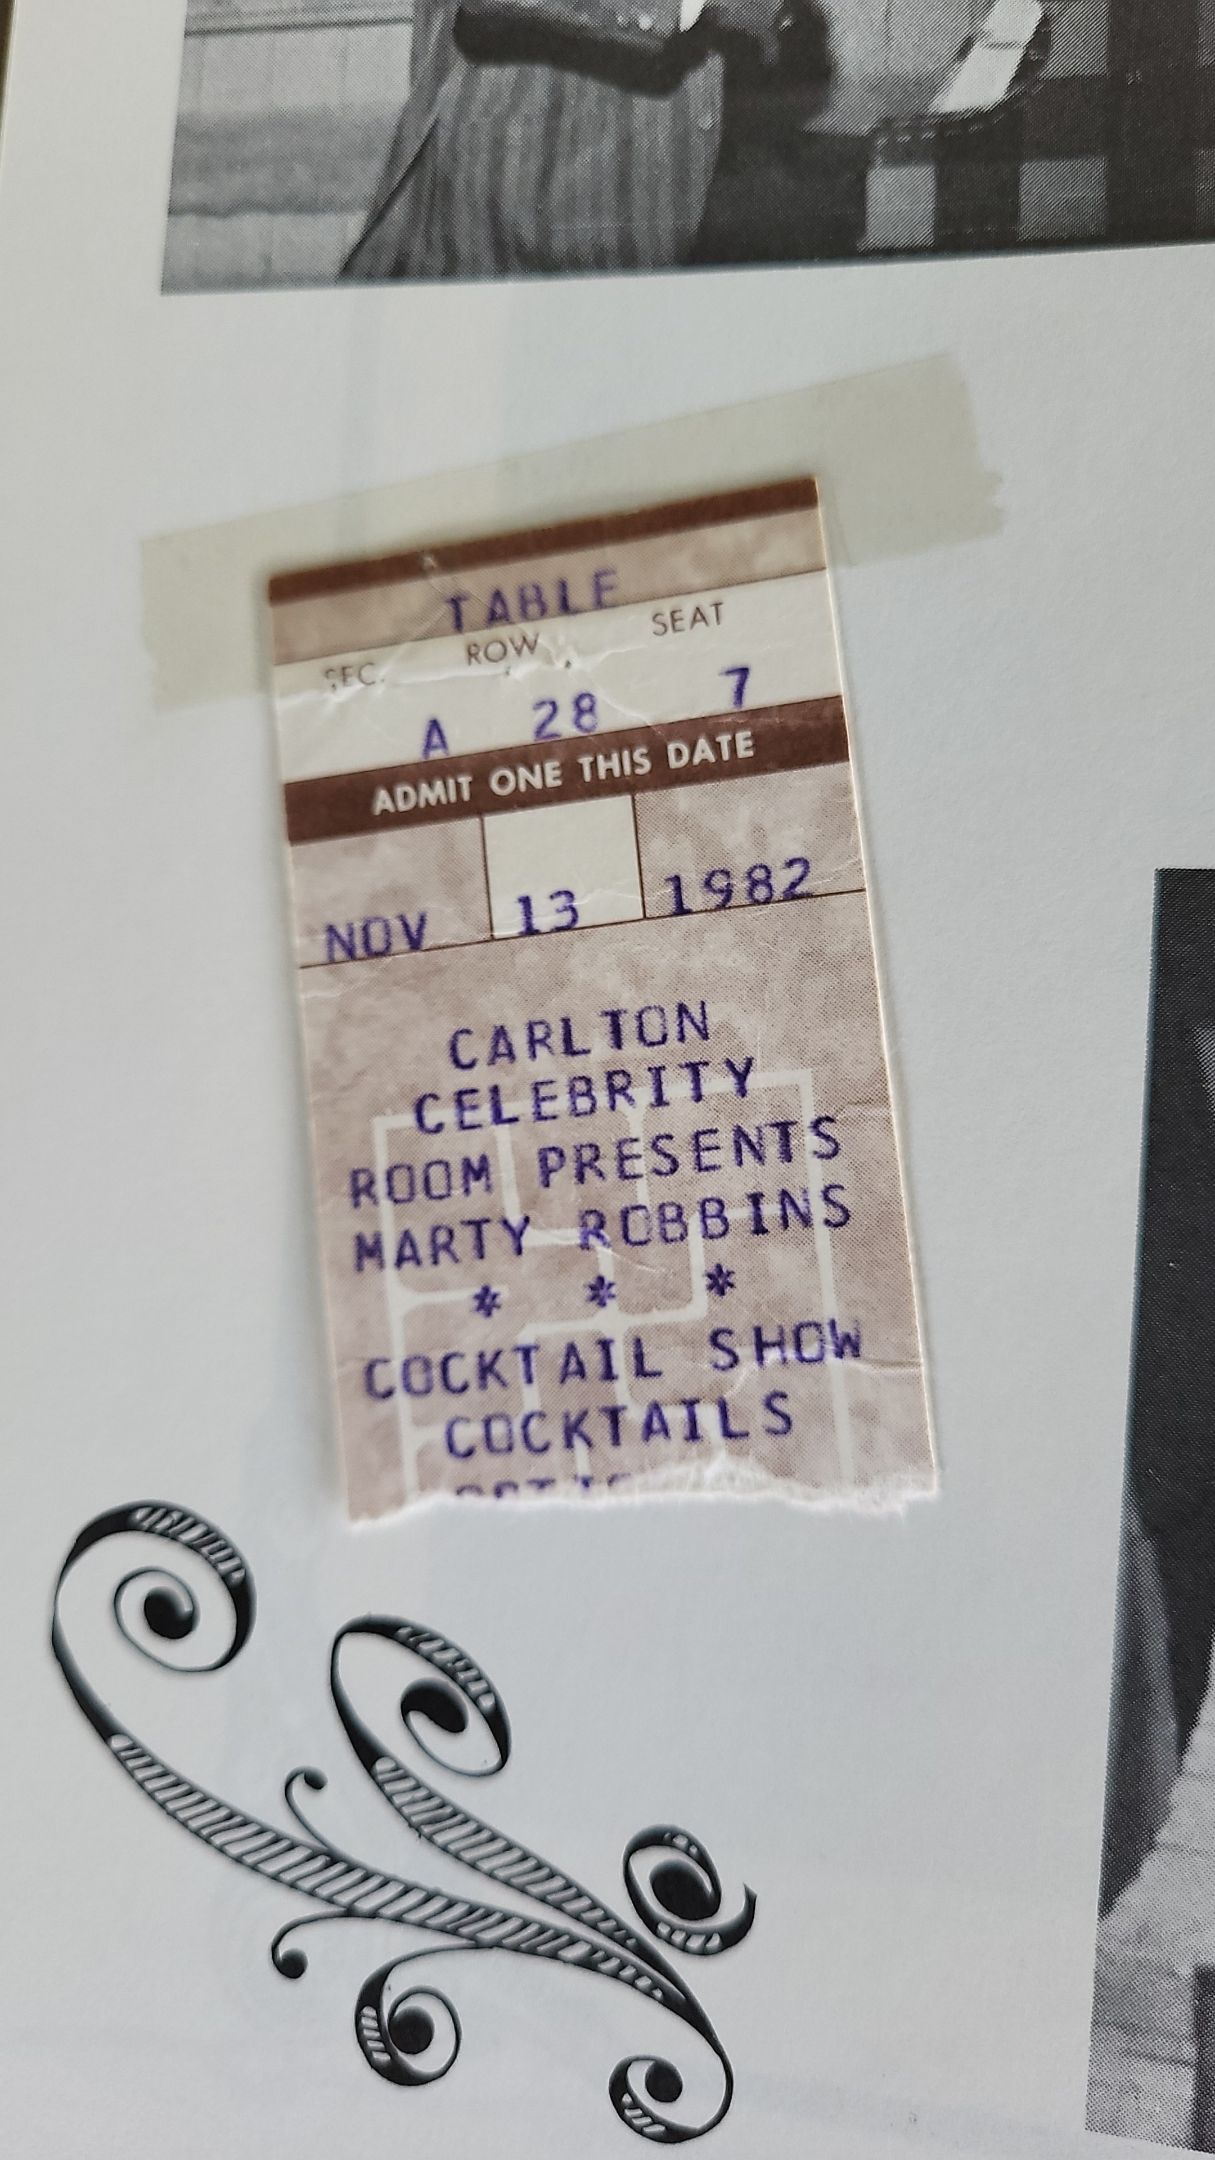 TABLE
SEC. ROW SEAT
A 28 7
ADMIT ONE THIS DATE
NOV 13 1982
CARLTON
CELEBRITY
ROOM PRESENTS
MARTY ROBBINS
* * *
COCKTAIL SHOW
COCKTAILS